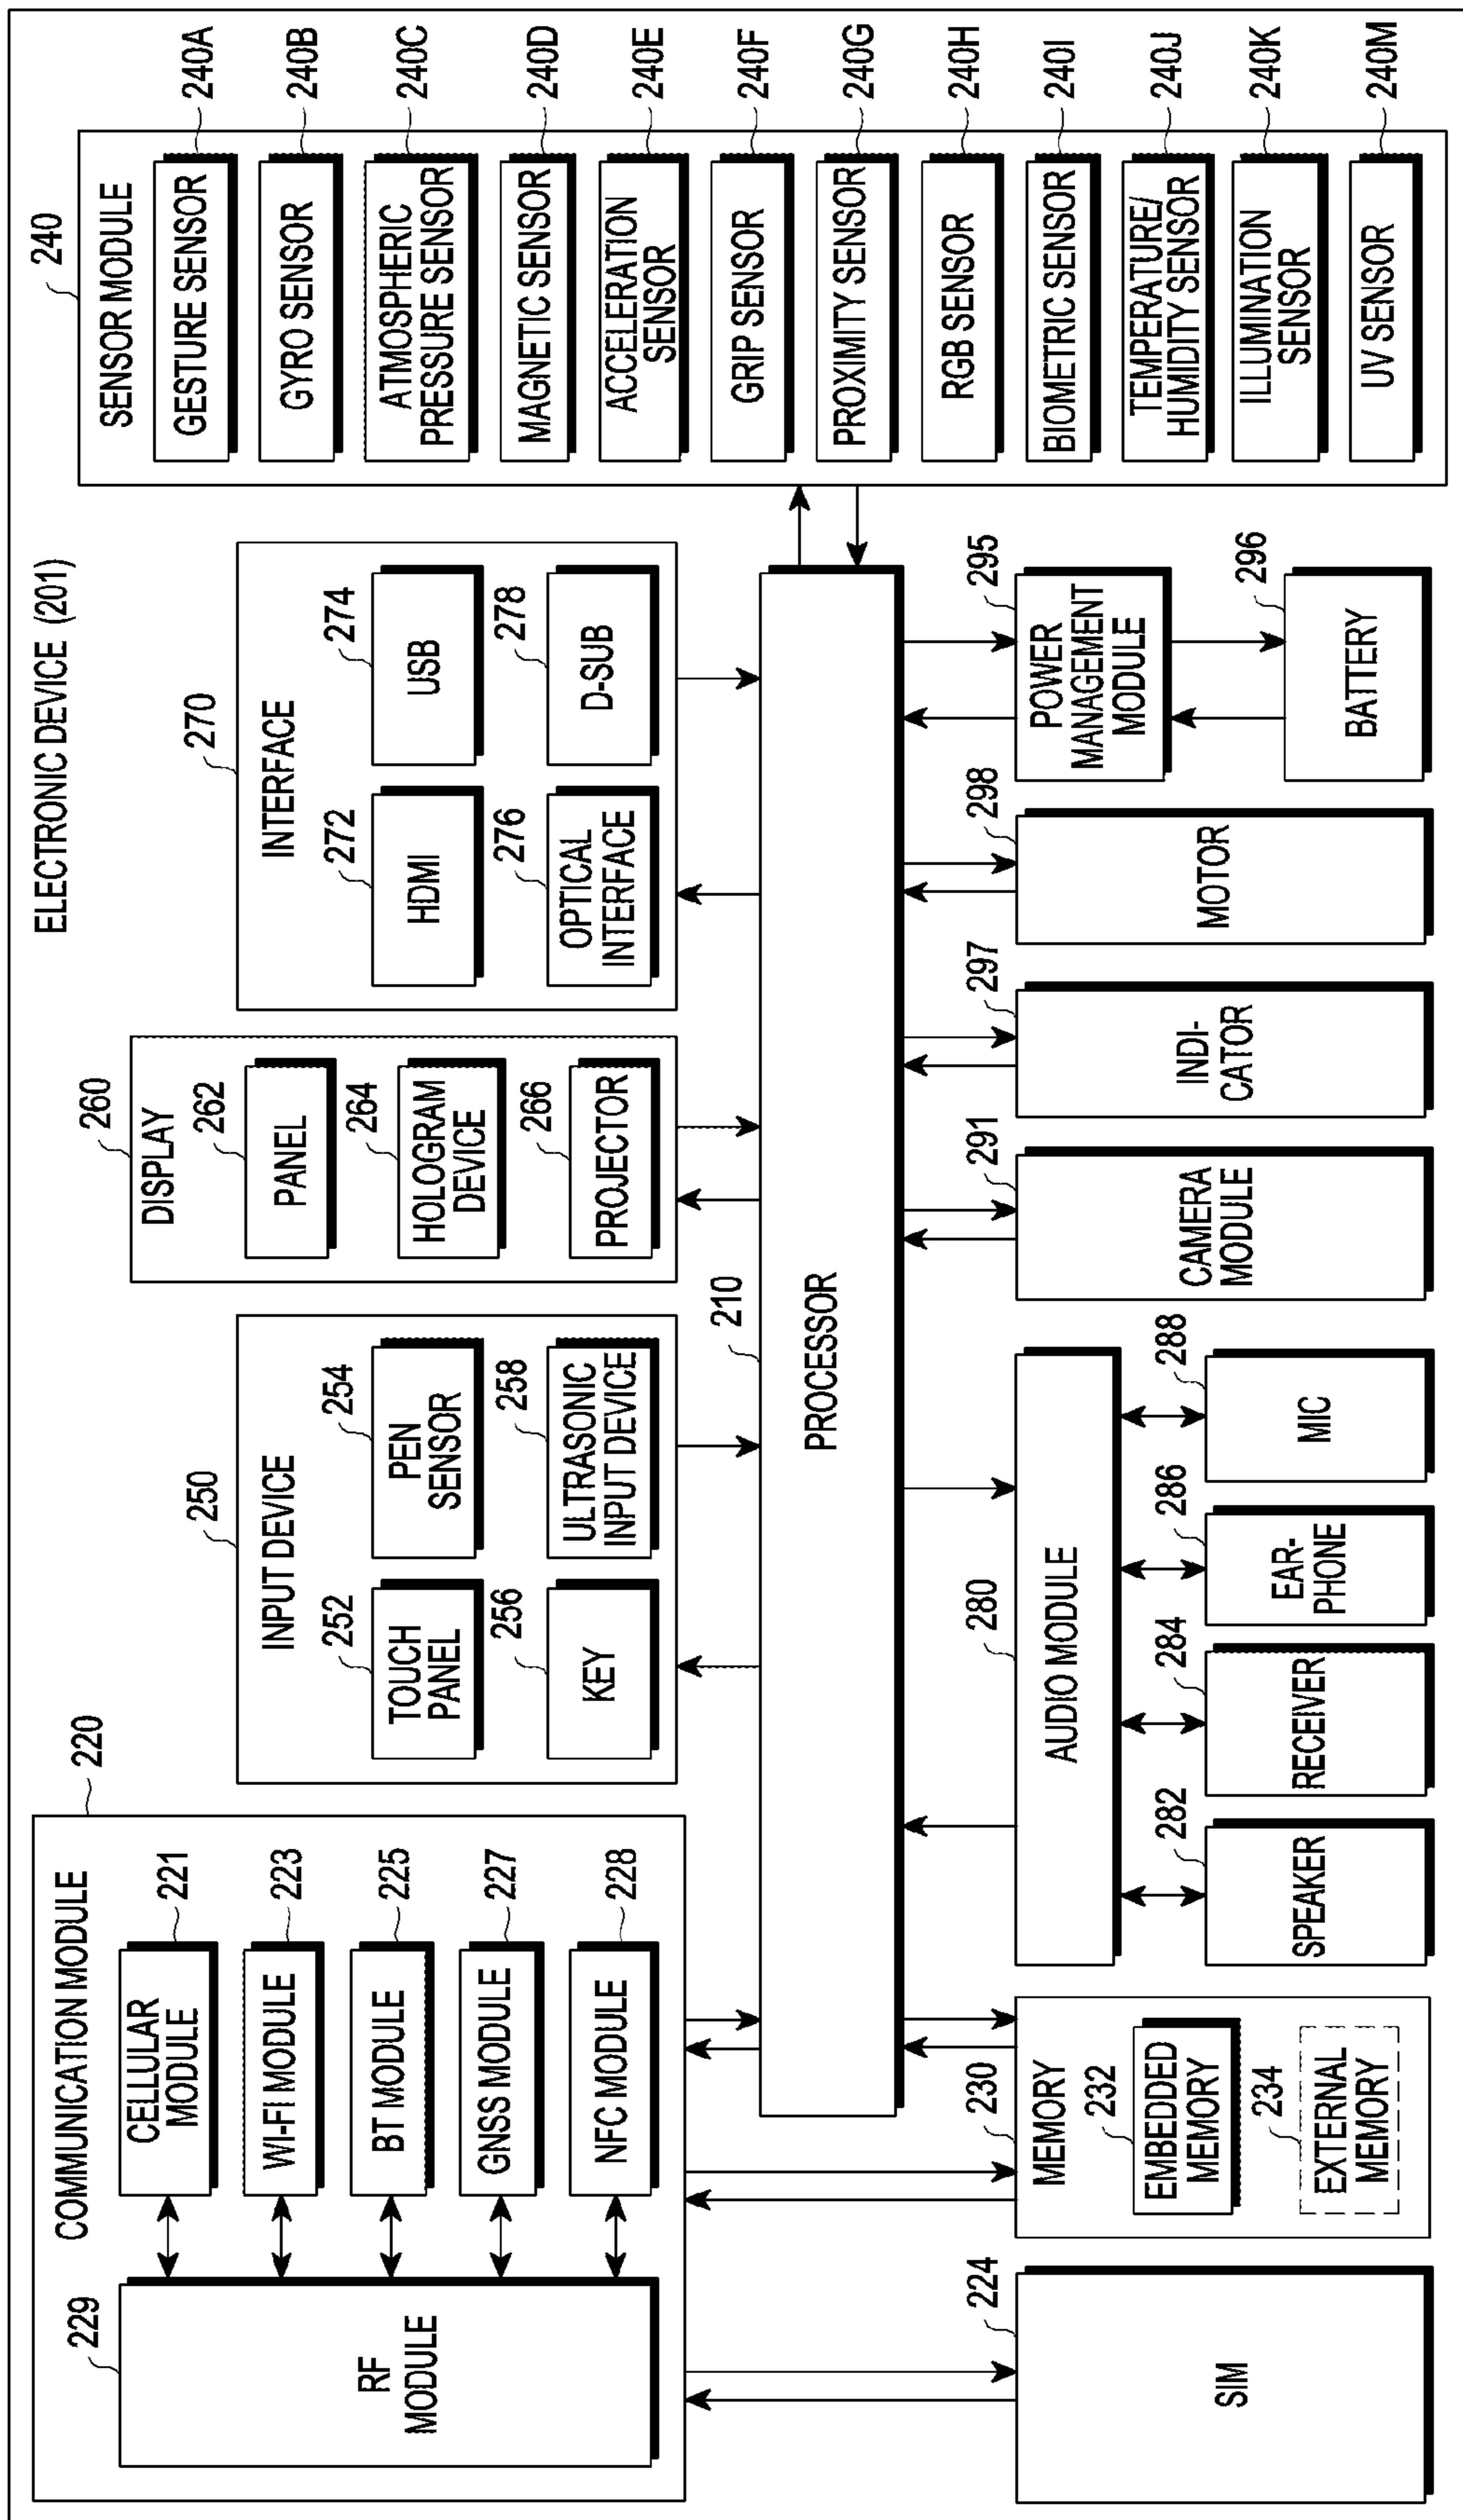 ELECTRONIC DEVICE (201)
220
COMMUNICATION MODULE
229
RF
MODULE
CELLULAR
MODULE
221
WI-FI MODULE
223
BT MODULE
225
GNSS MODULE
227
NFC MODULE
228
250
INPUT DEVICE
252
TOUCH
PANEL
254
PEN
SENSOR
256
KEY
258
ULTRASONIC
INPUT DEVICE
260
DISPLAY
262
PANEL
264
HOLOGRAM
DEVICE
266
PROJECTOR
270
INTERFACE
272
HDMI
274
USB
276
OPTICAL
INTERFACE
278
D-SUB
240
SENSOR MODULE
GESTURE SENSOR
240A
GYRO SENSOR
240B
ATMOSPHERIC
PRESSURE SENSOR
240C
MAGNETIC SENSOR
240D
ACCELERATION
SENSOR
240E
GRIP SENSOR
240F
PROXIMITY SENSOR
240G
RGB SENSOR
240H
BIOMETRIC SENSOR
240I
TEMPERATURE/
HUMIDITY SENSOR
240J
ILLUMINATION
SENSOR
240K
UV SENSOR
240M
210
PROCESSOR
224
SIM
230
MEMORY
232
EMBEDDED
MEMORY
234
EXTERNAL
MEMORY
280
AUDIO MODULE
282
SPEAKER
284
RECEIVER
286
EAR-
PHONE
288
MIC
291
CAMERA
MODULE
297
INDI-
CATOR
298
MOTOR
295
POWER
MANAGEMENT
MODULE
296
BATTERY